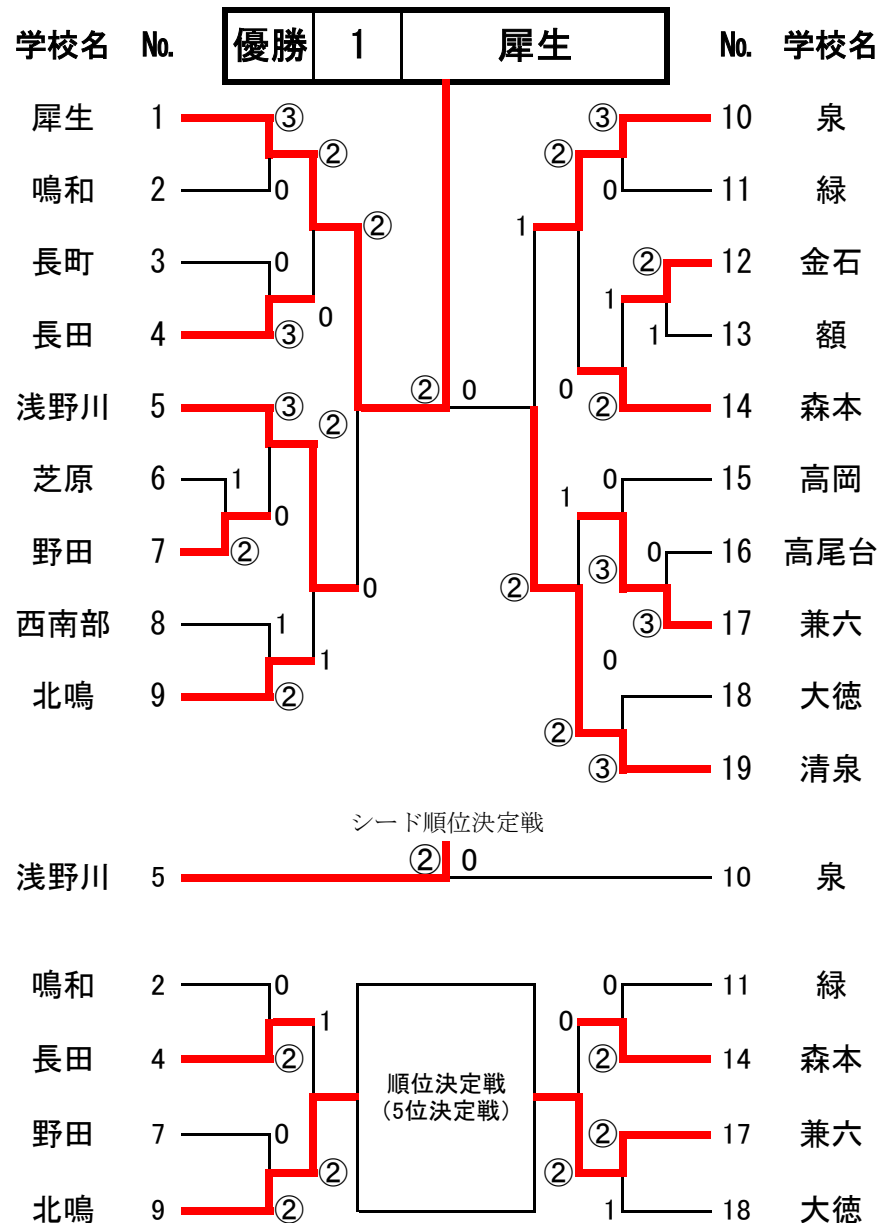 学校名 No. 優勝 1 犀生 No. 学校名
犀生 1 ③ ③ 10 泉
② ②
鳴和 2 0 0 11 緑
② 1
長町 3 0 ② 12 金石
1
0
長田 4 ③ 1 13 額
② 0 0
浅野川 5 ③ ② 14 森本
②
芝原 6 1 0 15 高岡
1
0
野田 7 ② 0 16 高尾台
③
0 ②
西南部 8 1 ③ 17 兼六
1 0
北鳴 9 ② 18 大徳
②
③ 19 清泉
シード順位決定戦
② 0
浅野川 5 10 泉
鳴和 2 0 0 11 緑
1 0
長田 4 ② ② 14 森本
順位決定戦
(5位決定戦)
野田 7 0 ② 17 兼六
② ②
北鳴 9 ② 1 18 大徳